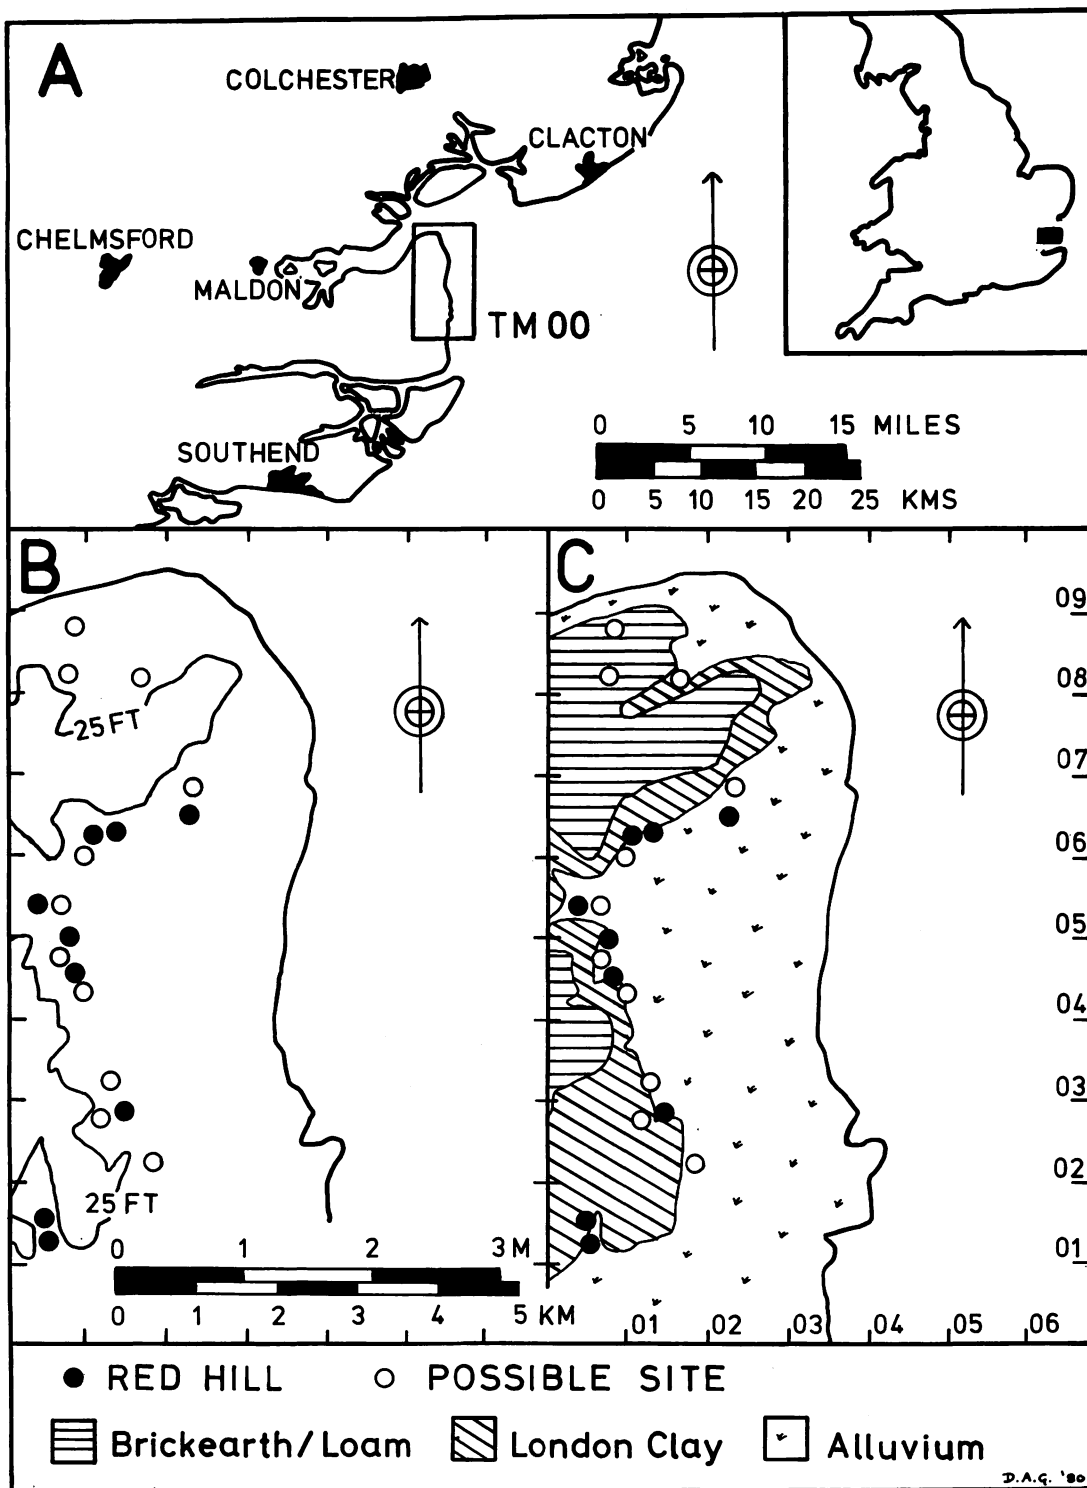 A
COLCHESTER
CLACTON
CHELMSFORD
MALDON
TM 00
SOUTHEND
0 5 10 15 MILES
0 5 10 15 20 25 KMS
B
25 FT
25 FT
0 1 2 3 M
0 1 2 3 4 5 KM
C
09
08
07
06
05
04
03
02
01
01 02 03 04 05 06
RED HILL
POSSIBLE SITE
Brickearth/Loam
London Clay
Alluvium
D.A.G. '80